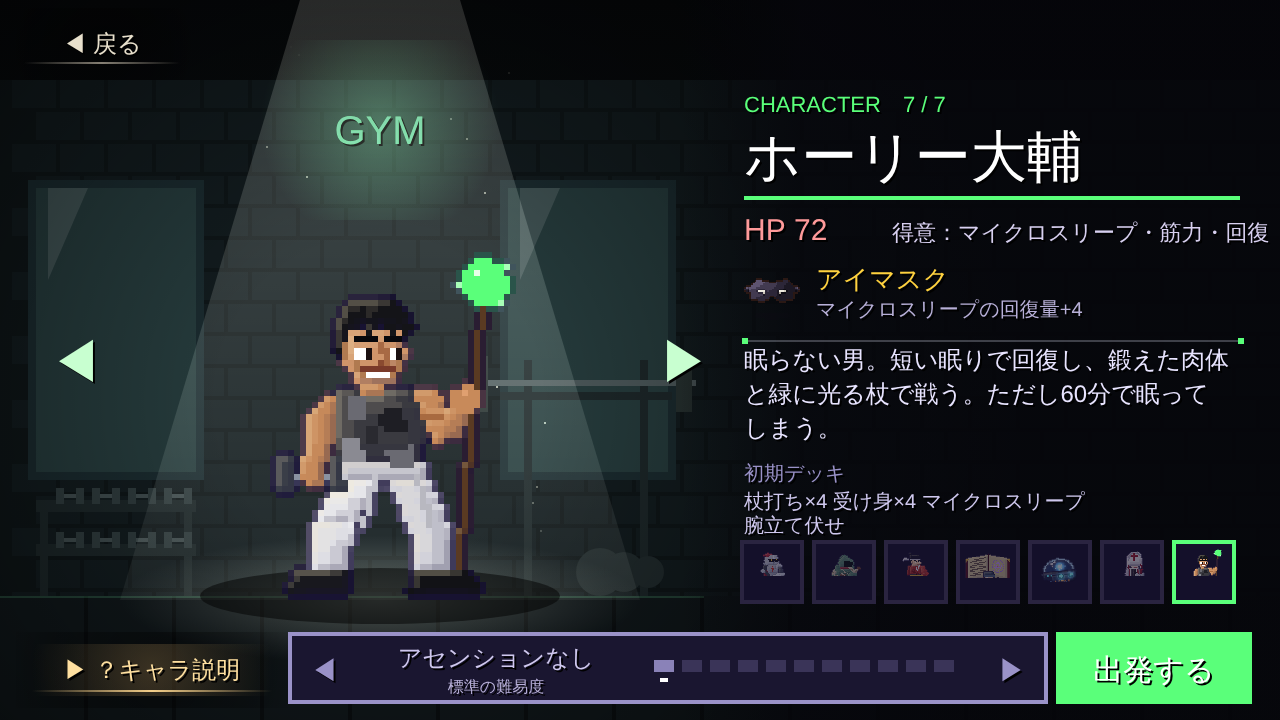 ◀ 戻る
GYM
CHARACTER 7 / 7
ホーリー大輔
HP 72
得意：マイクロスリープ・筋力・回復
アイマスク
マイクロスリープの回復量+4
眠らない男。短い眠りで回復し、鍛えた肉体
と緑に光る杖で戦う。ただし60分で眠って
しまう。
初期デッキ
杖打ち×4 受け身×4 マイクロスリープ
腕立て伏せ
▶ ？キャラ説明
アセンションなし
標準の難易度
出発する